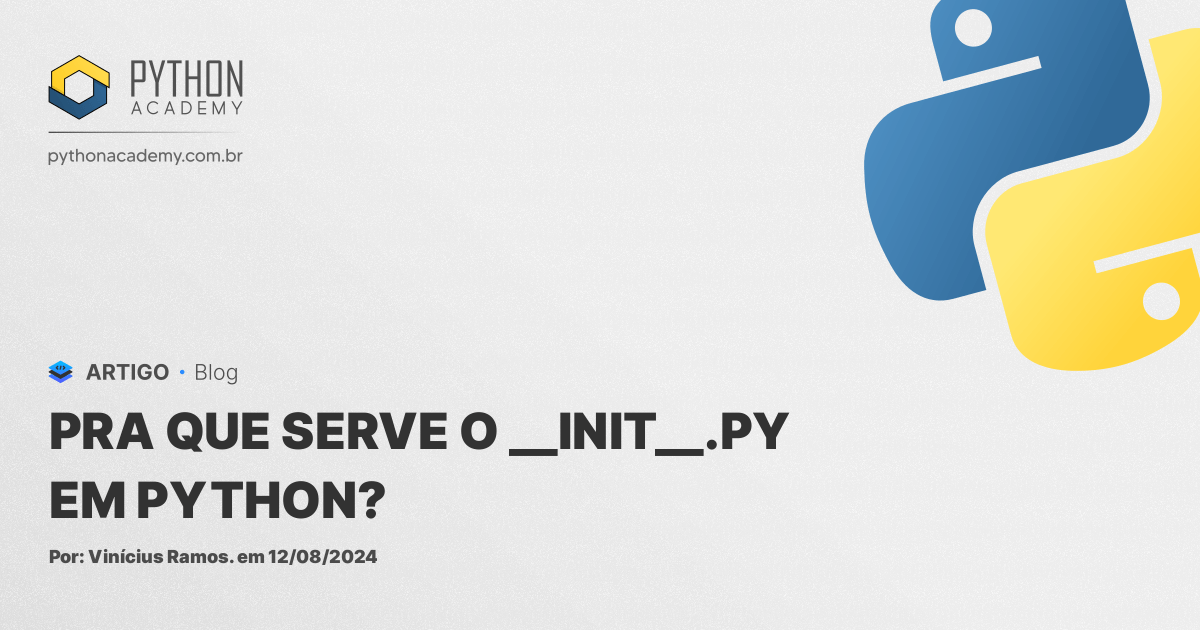 PYTHON
ACADEMY
pythonacademy.com.br
ARTIGO • Blog
PRA QUE SERVE O __INIT__.PY
EM PYTHON?
Por: Vinícius Ramos. em 12/08/2024